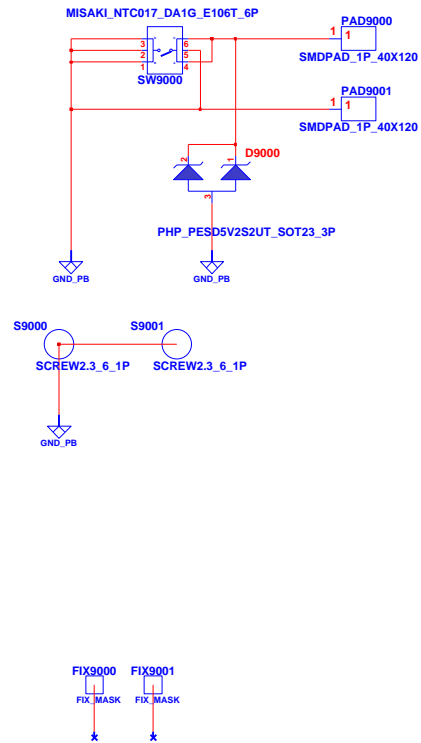 MISAKI_NTC017_DA1G_E106T_6P
PAD9000
1 1
SMDPAD_1P_40X120
3 6
2 5
1 4
SW9000
PAD9001
1 1
SMDPAD_1P_40X120
D9000
2 1
3
PHP_PESD5V2S2UT_SOT23_3P
GND_PB GND_PB
S9000 S9001
SCREW2.3_6_1P SCREW2.3_6_1P
GND_PB
FIX9000 FIX9001
FIX_MASK FIX_MASK